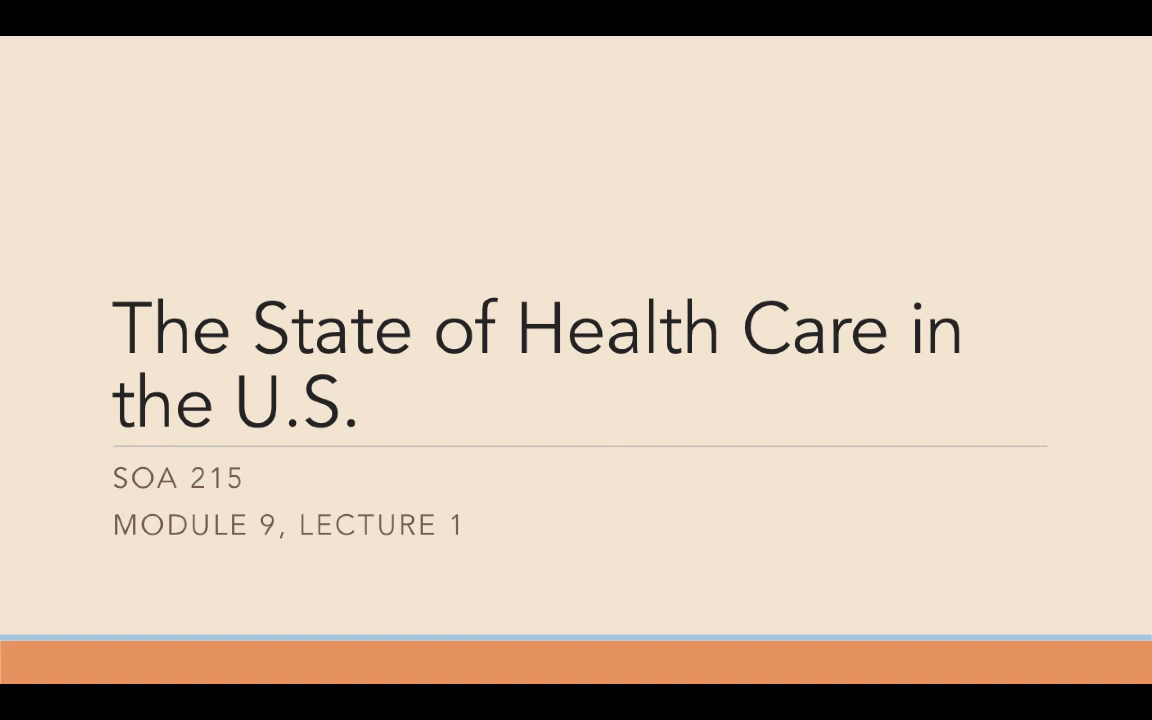 The State of Health Care in
the U.S.
SOA 215
MODULE 9, LECTURE 1